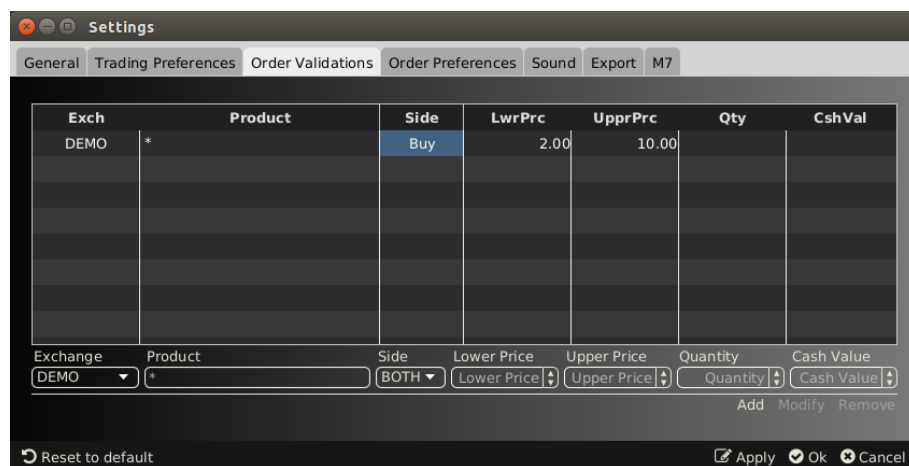 Settings
General Trading Preferences Order Validations Order Preferences Sound Export M7
Exch Product Side LwrPrc UpprPrc Qty CshVal
DEMO * Buy 2.00 10.00
Exchange Product Side Lower Price Upper Price Quantity Cash Value
DEMO * BOTH Lower Price Upper Price Quantity Cash Value
Add Modify Remove
Reset to default Apply Ok Cancel